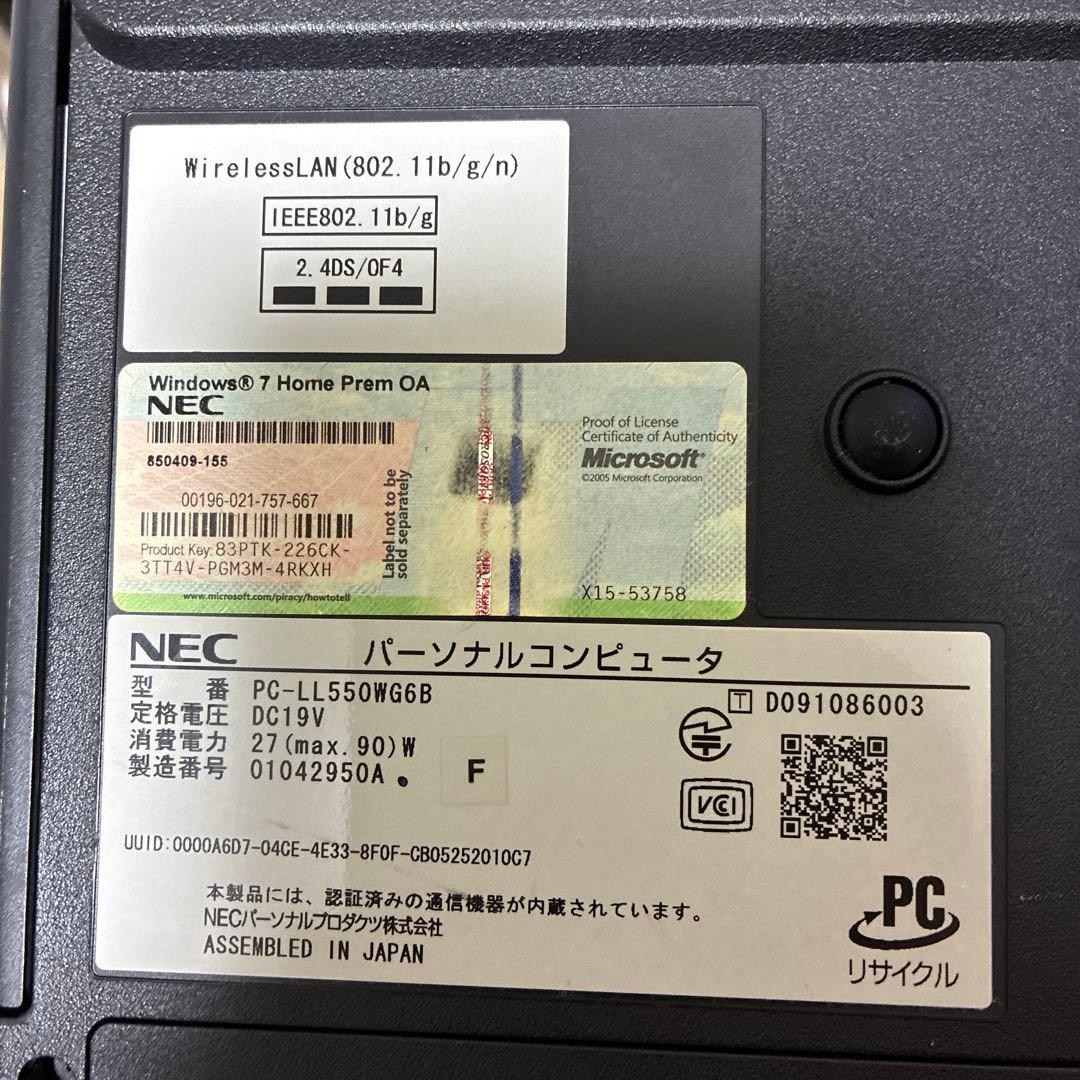 WirelessLAN(802.11b/g/n)
IEEE802.11b/g
2.4DS/OF4
Windows® 7 Home Prem OA
NEC
850409-155
00196-021-757-667
Product Key: 83PTK-226CK-
3TT4V-PGM3M-4RKXH
www.microsoft.com/piracy/howtotell
Label not to be
sold separately
Proof of License
Certificate of Authenticity
Microsoft®
©2005 Microsoft Corporation
X15-53758
NEC パーソナルコンピュータ
型 番 PC-LL550WG6B
定格電圧 DC19V
消費電力 27(max.90)W
製造番号 01042950A
F
T D091086003
VCI
UUID:0000A6D7-04CE-4E33-8F0F-CB05252010C7
本製品には、認証済みの通信機器が内蔵されています。
NECパーソナルプロダクツ株式会社
ASSEMBLED IN JAPAN
PC
リサイクル